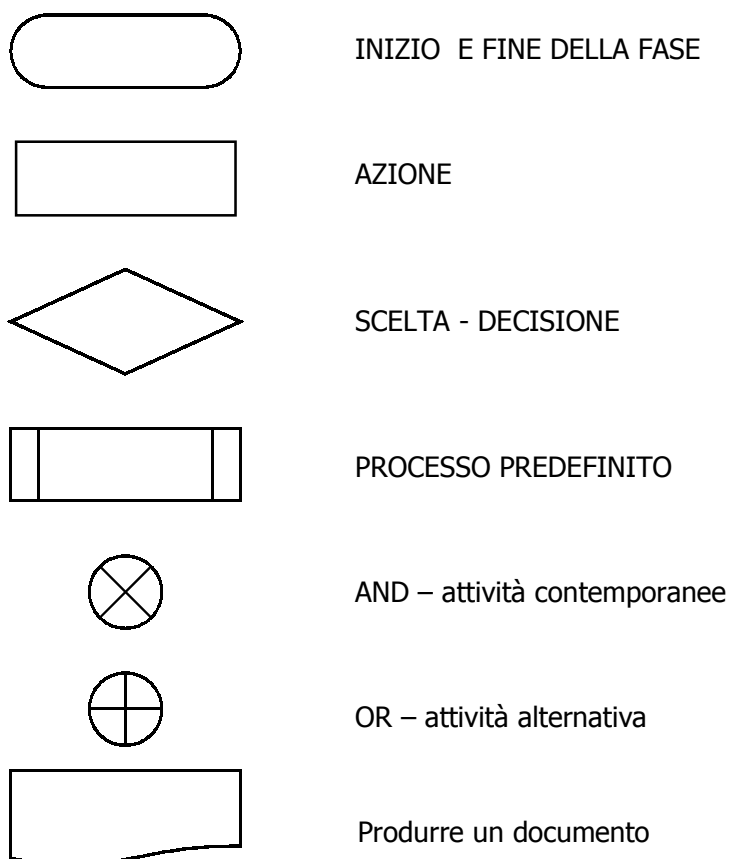 INIZIO  E FINE DELLA FASE
AZIONE
SCELTA - DECISIONE
PROCESSO PREDEFINITO
AND – attività contemporanee
OR – attività alternativa
Produrre un documento